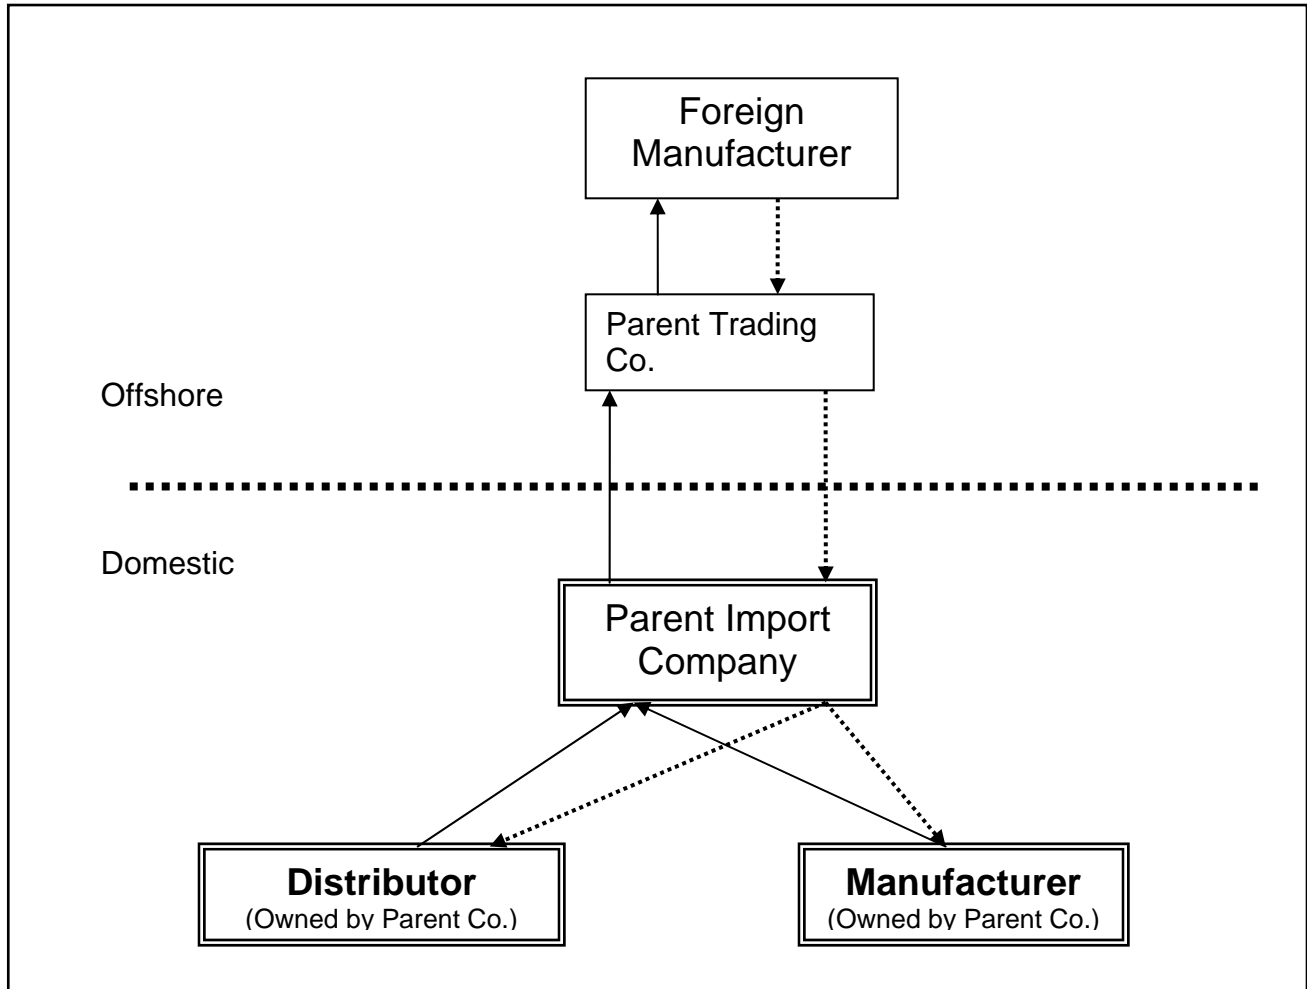 Foreign
Manufacturer
Parent Trading
Co.
Offshore
Domestic
Parent Import
Company
Distributor
(Owned by Parent Co.)
Manufacturer
(Owned by Parent Co.)